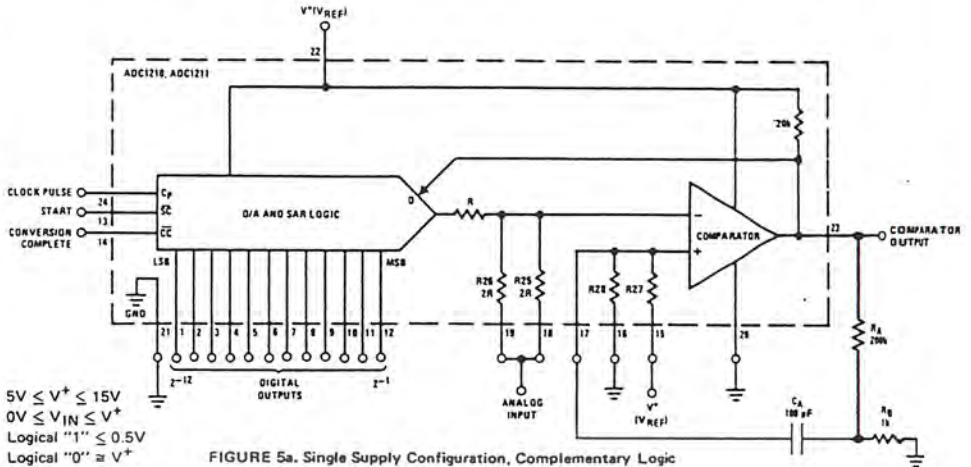 V⁺(VREF)
22
ADC1210, ADC1211
20k
CLOCK PULSE
24
CP
START
13
SC
CONVERSION
COMPLETE
14
CC
D/A AND SAR LOGIC
D
R
COMPARATOR
−
+
23
COMPARATOR
OUTPUT
LSB
MSB
R26
2R
R25
2R
R28
R27
GND
21
1
2
3
4
5
6
7
8
9
10
11
12
19
18
17
16
15
20
RA
200k
2⁻¹²
DIGITAL
OUTPUTS
2⁻¹
ANALOG
INPUT
V⁺
(VREF)
CA
100 pF
RB
1k
5V ≤ V⁺ ≤ 15V
0V ≤ VIN ≤ V⁺
Logical "1" ≤ 0.5V
Logical "0" ≅ V⁺
FIGURE 5a. Single Supply Configuration, Complementary Logic